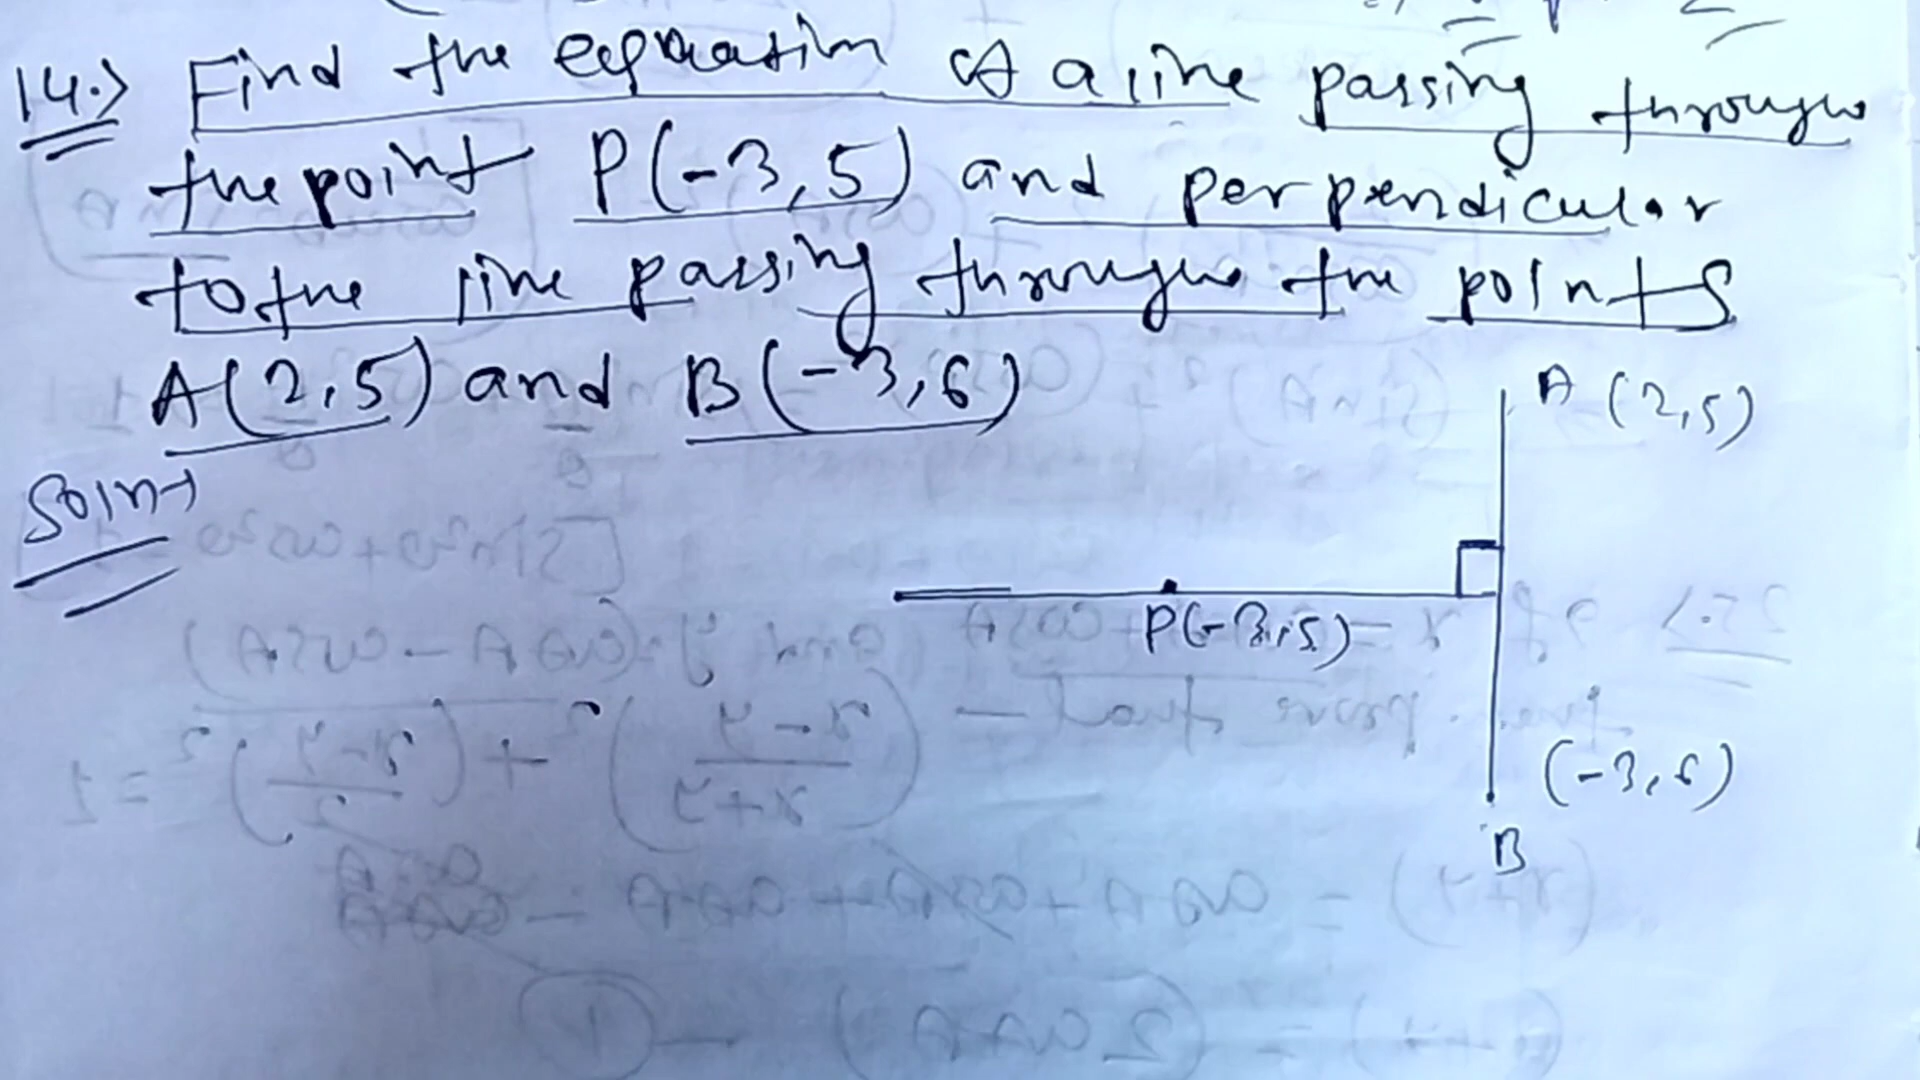 14.> Find the equation of a line passing through
the point P(-3,5) and perpendicular
to the line passing through the points
A(2,5) and B(-3,6)
Soln→
A (2,5)
P(-3,5)
(-3,6)
B